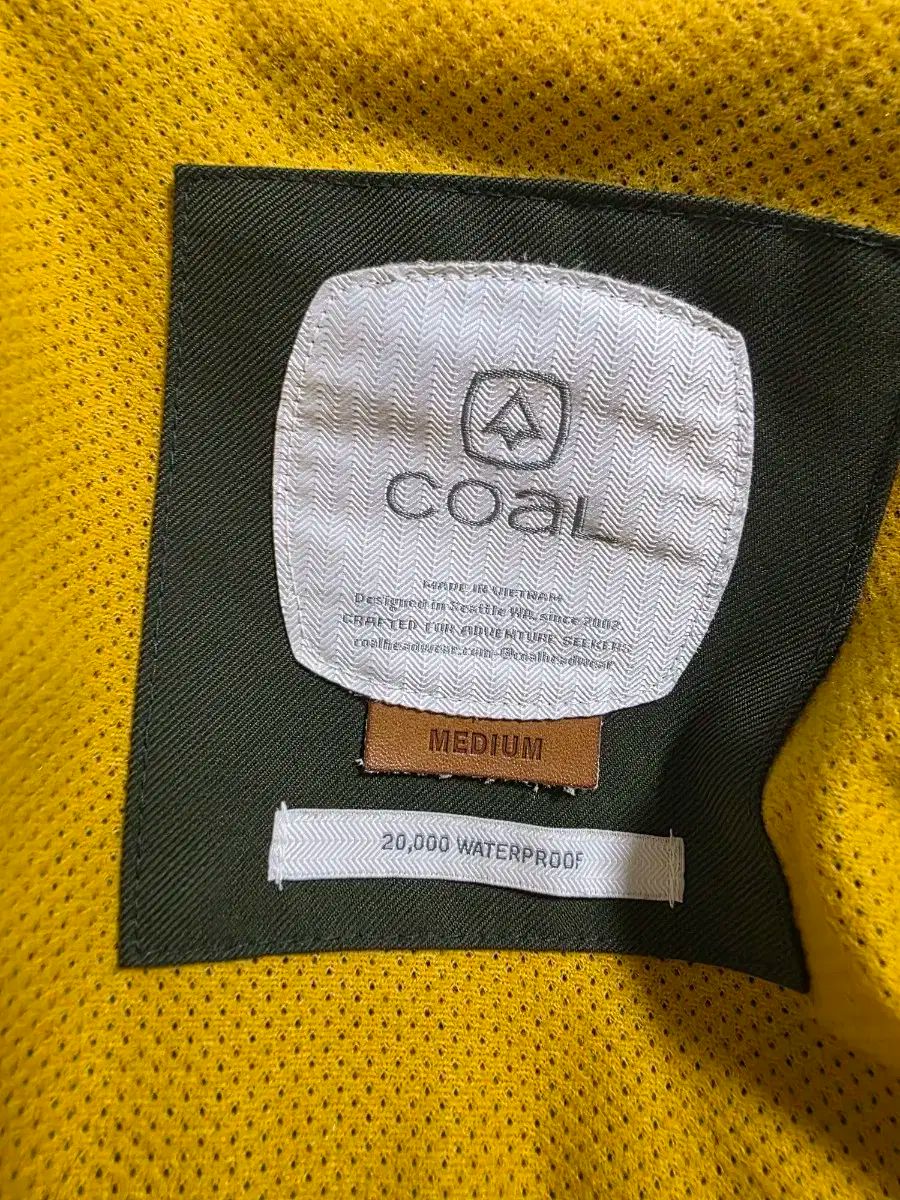 coaL
MADE IN VIETNAM
Designed in Seattle WA, since 2002
CRAFTED FOR ADVENTURE SEEKERS
coalheadwear.com-@coalheadwear
MEDIUM
20,000 WATERPROOF